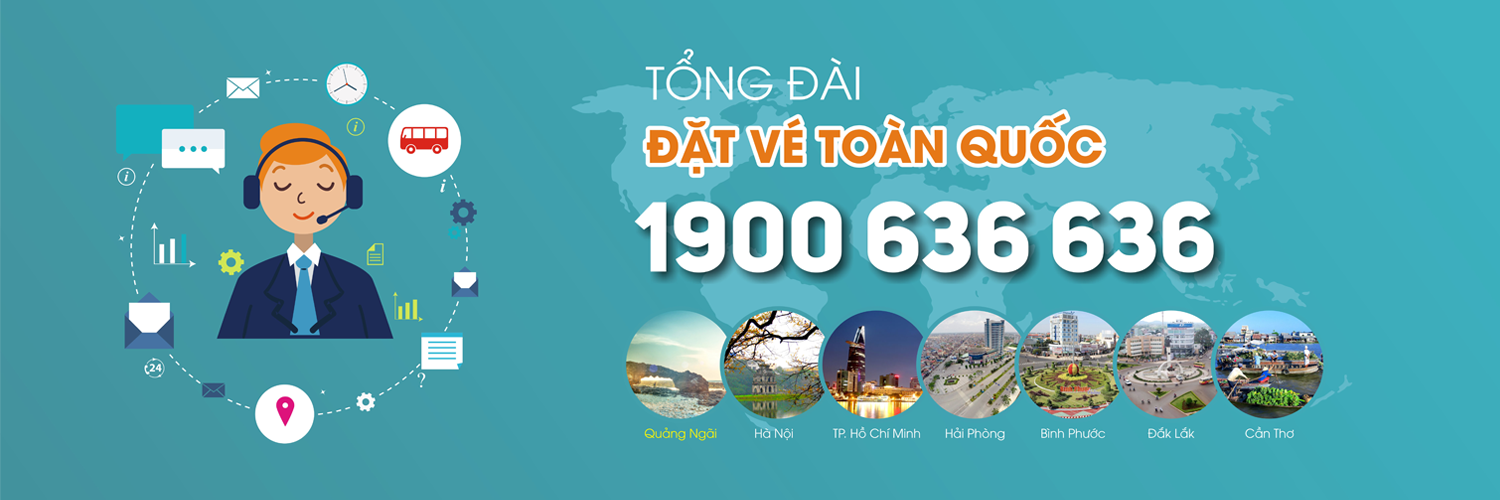 TỔNG ĐÀI
ĐẶT VÉ TOÀN QUỐC
1900 636 636
Quảng Ngãi Hà Nội TP. Hồ Chí Minh Hải Phòng Bình Phước Đắk Lắk Cần Thơ
i
i
i
24
?